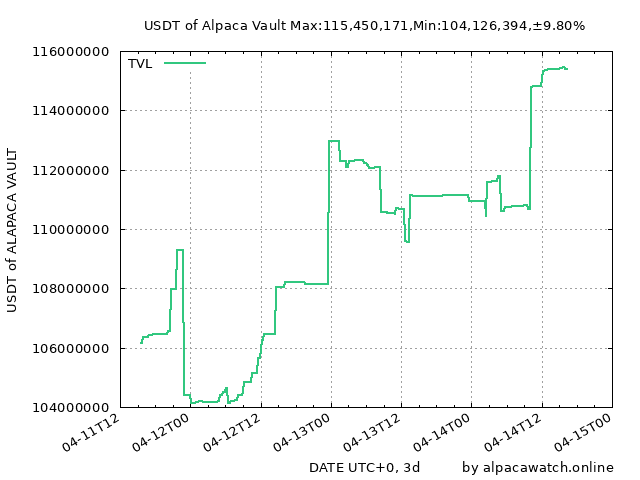 USDT of Alpaca Vault Max:115,450,171,Min:104,126,394,±9.80%
TVL
116000000
114000000
112000000
110000000
108000000
106000000
104000000
USDT of ALAPACA VAULT
04-11T12
04-12T00
04-12T12
04-13T00
04-13T12
04-14T00
04-14T12
04-15T00
DATE UTC+0, 3d
by alpacawatch.online